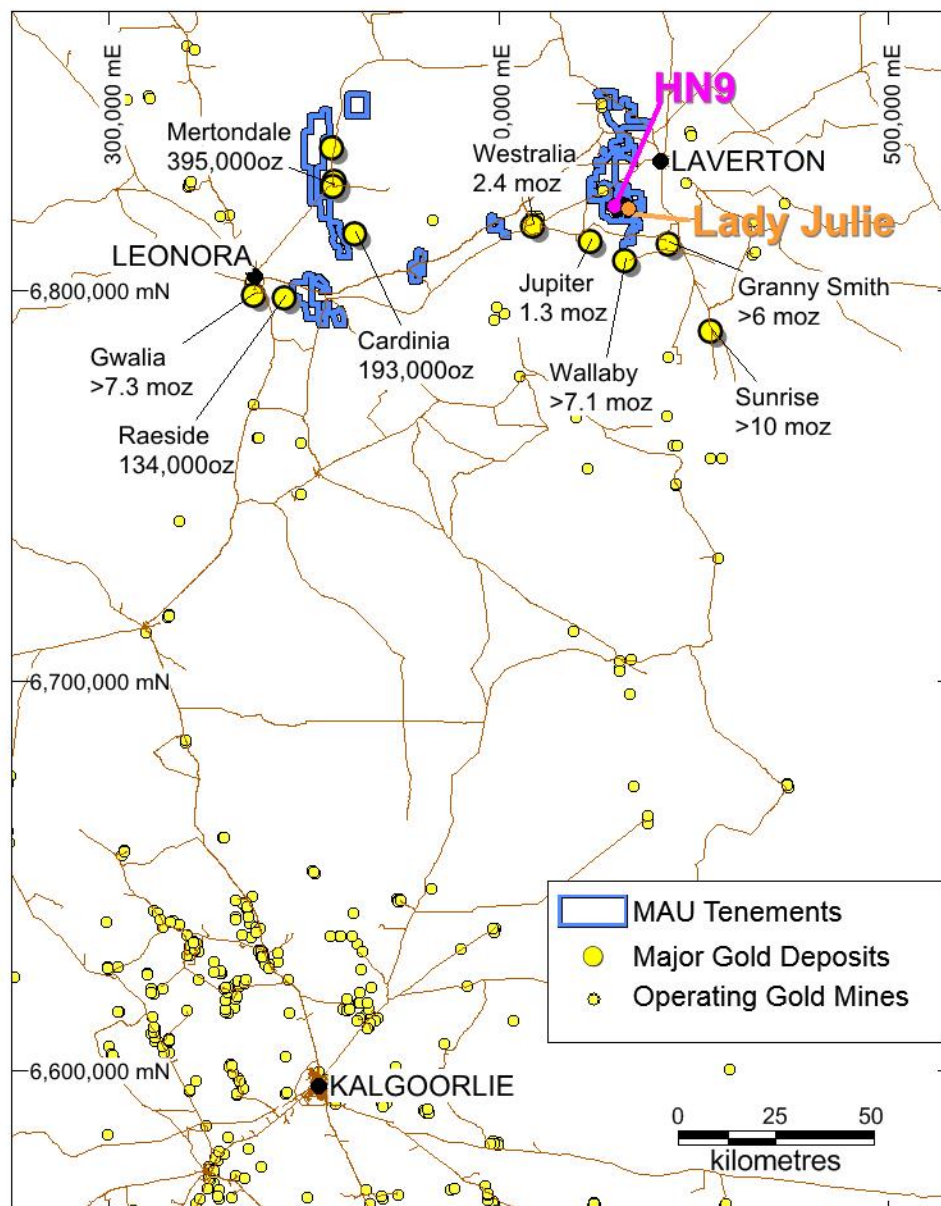 300,000 mE
00,000 mE
500,000 mE
HN9
Mertondale
395,000oz
Westralia
2.4 moz
LAVERTON
Lady Julie
LEONORA
6,800,000 mN
Jupiter
1.3 moz
Granny Smith
>6 moz
Gwalia
>7.3 moz
Cardinia
193,000oz
Wallaby
>7.1 moz
Sunrise
>10 moz
Raeside
134,000oz
6,700,000 mN
MAU Tenements
Major Gold Deposits
Operating Gold Mines
6,600,000 mN
KALGOORLIE
0 25 50
kilometres